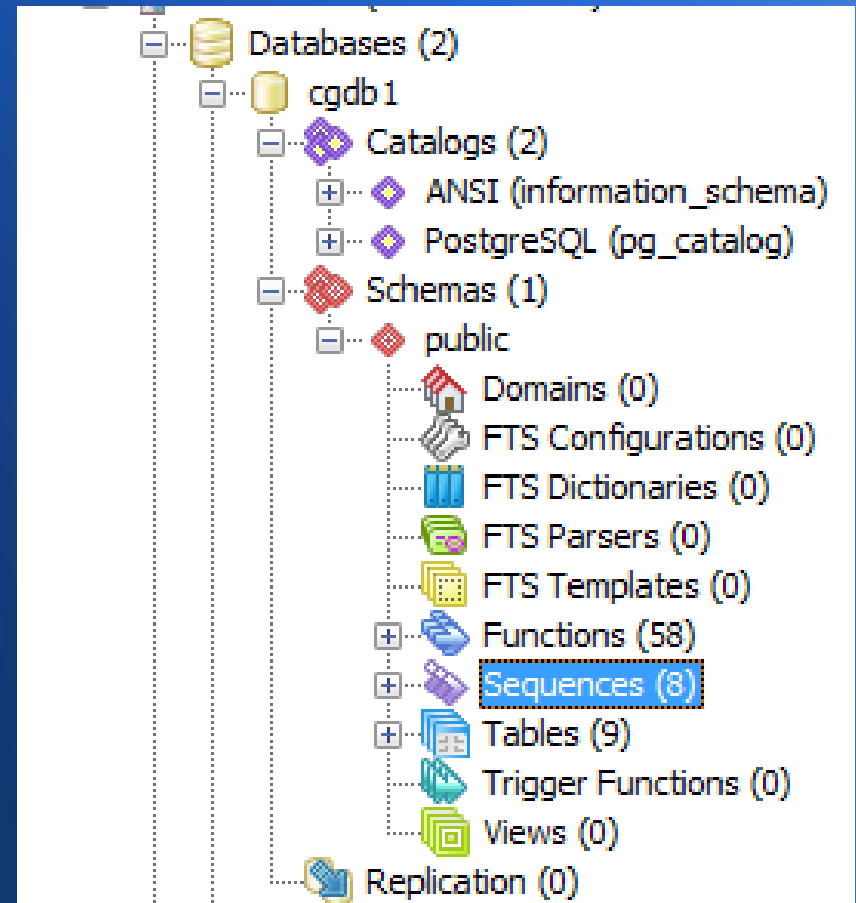 Databases (2)
cgdb1
Catalogs (2)
ANSI (information_schema)
PostgreSQL (pg_catalog)
Schemas (1)
public
Domains (0)
FTS Configurations (0)
FTS Dictionaries (0)
FTS Parsers (0)
FTS Templates (0)
Functions (58)
Sequences (8)
Tables (9)
Trigger Functions (0)
Views (0)
Replication (0)